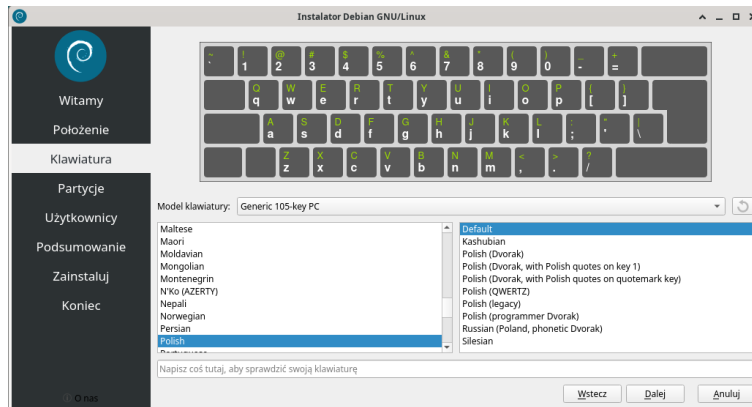 Instalator Debian GNU/Linux
Witamy
Położenie
Klawiatura
Partycje
Użytkownicy
Podsumowanie
Zainstaluj
Koniec
O nas
~ ! @ # $ % ^ & * ( ) _ +
` 1 2 3 4 5 6 7 8 9 0 - =
Q W E R T Y U I O P { }
q w e r t y u i o p [ ]
A S D F G H J K L : " |
a s d f g h j k l ; ' \
Z X C V B N M < > ?
z x c v b n m , . /
Model klawiatury: Generic 105-key PC
Maltese
Maori
Moldavian
Mongolian
Montenegrin
N'Ko (AZERTY)
Nepali
Norwegian
Persian
Polish
Portuguese
Default
Kashubian
Polish (Dvorak)
Polish (Dvorak, with Polish quotes on key 1)
Polish (Dvorak, with Polish quotes on quotemark key)
Polish (QWERTZ)
Polish (legacy)
Polish (programmer Dvorak)
Russian (Poland, phonetic Dvorak)
Silesian
Napisz coś tutaj, aby sprawdzić swoją klawiaturę
Wstecz Dalej Anuluj